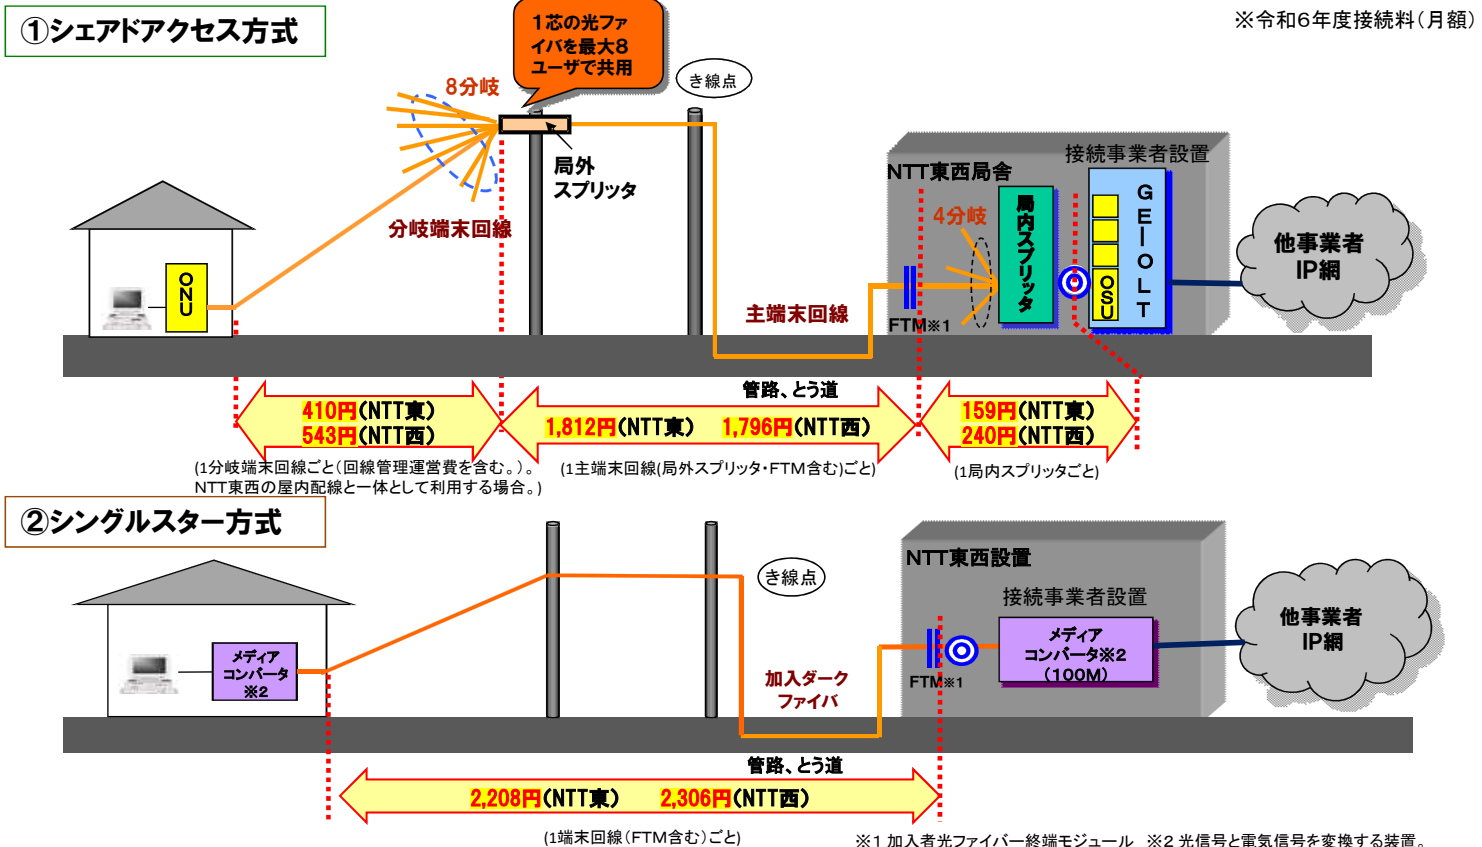 ①シェアドアクセス方式
※令和6年度接続料(月額)
1芯の光ファ
イバを最大8
ユーザで共用
き線点
8分岐
局外
スプリッタ
分岐端末回線
ONU
主端末回線
NTT東西局舎
接続事業者設置
4分岐
局内スプリッタ
GE-OLT
OSU
FTM※1
他事業者
IP網
管路、とう道
410円(NTT東)
543円(NTT西)
1,812円(NTT東) 1,796円(NTT西)
159円(NTT東)
240円(NTT西)
(1分岐端末回線ごと(回線管理運営費を含む。)。
NTT東西の屋内配線と一体として利用する場合。)
(1主端末回線(局外スプリッタ・FTM含む)ごと)
(1局内スプリッタごと)
②シングルスター方式
き線点
NTT東西設置
接続事業者設置
メディア
コンバータ
※2
メディア
コンバータ※2
(100M)
FTM※1
他事業者
IP網
加入ダーク
ファイバ
管路、とう道
2,208円(NTT東) 2,306円(NTT西)
(1端末回線(FTM含む)ごと)
※1 加入者光ファイバー終端モジュール ※2 光信号と電気信号を変換する装置。